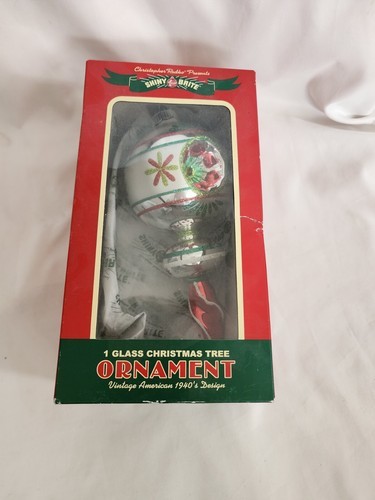 Christopher Radko Presents
SHINY BRITE
1 GLASS CHRISTMAS TREE
ORNAMENT
Vintage American 1940's Design